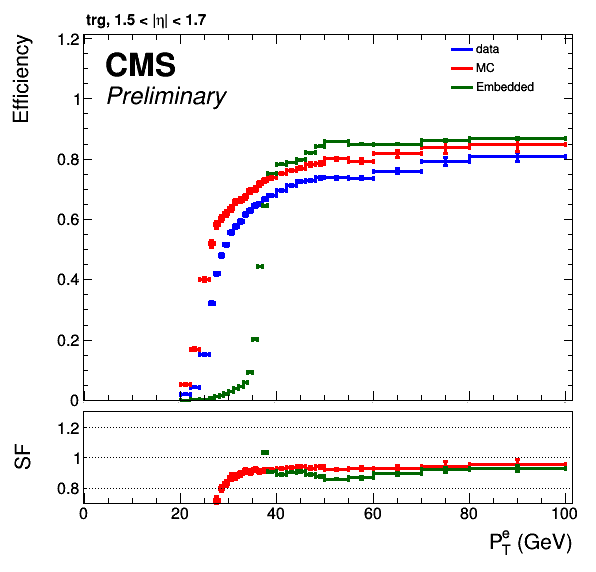 trg, 1.5 < |η| < 1.7
Efficiency
CMS
Preliminary
data
MC
Embedded
1.2
1
0.8
0.6
0.4
0.2
0
SF
1.2
1
0.8
0 20 40 60 80 100
P_T^e (GeV)